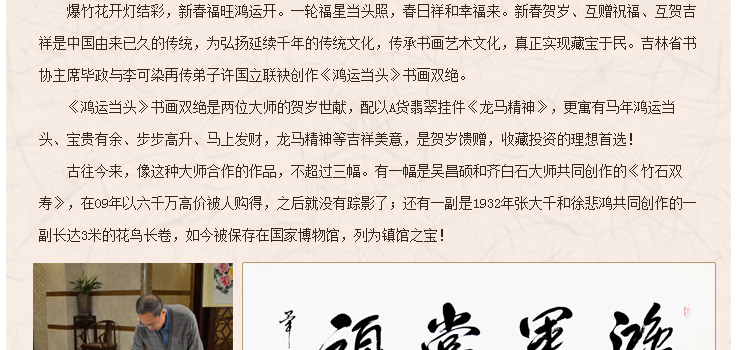 爆竹花开灯结彩，新春福旺鸿运开。一轮福星当头照，春日祥和幸福来。新春贺岁、互赠祝福、互贺吉
祥是中国由来已久的传统，为弘扬延续千年的传统文化，传承书画艺术文化，真正实现藏宝于民。吉林省书
协主席毕政与李可染再传弟子许国立联袂创作《鸿运当头》书画双绝。
《鸿运当头》书画双绝是两位大师的贺岁世献，配以A货翡翠挂件《龙马精神》，更寓有马年鸿运当
头、宝贵有余、步步高升、马上发财，龙马精神等吉祥美意，是贺岁馈赠，收藏投资的理想首选！
古往今来，像这种大师合作的作品，不超过三幅。有一幅是吴昌硕和齐白石大师共同创作的《竹石双
寿》，在09年以六千万高价被人购得，之后就没有踪影了；还有一副是1932年张大千和徐悲鸿共同创作的一
副长达3米的花鸟长卷，如今被保存在国家博物馆，列为镇馆之宝！